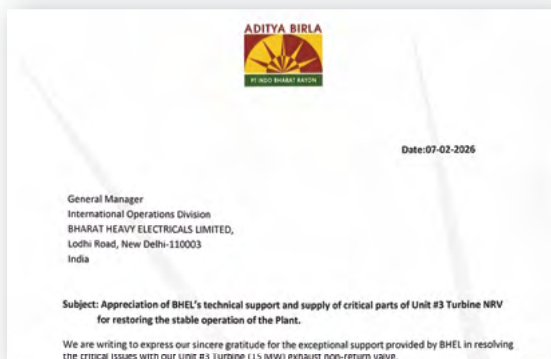 ADITYA BIRLA
PT INDO BHARAT RAYON
Date:07-02-2026
General Manager
International Operations Division
BHARAT HEAVY ELECTRICALS LIMITED,
Lodhi Road, New Delhi-110003
India
Subject: Appreciation of BHEL's technical support and supply of critical parts of Unit #3 Turbine NRV
for restoring the stable operation of the Plant.
We are writing to express our sincere gratitude for the exceptional support provided by BHEL in resolving
the critical issues with our Unit #3 Turbine (15 MW) exhaust non-return valve.